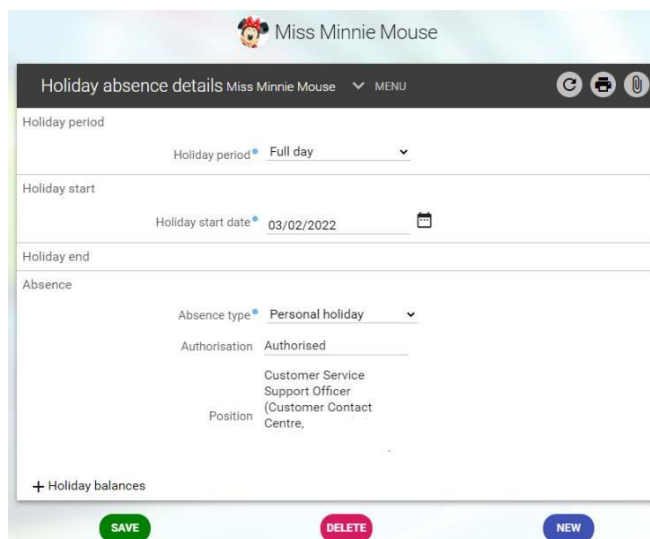 Miss Minnie Mouse
Holiday absence details Miss Minnie Mouse MENU
Holiday period
Holiday period Full day
Holiday start
Holiday start date 03/02/2022
Holiday end
Absence
Absence type Personal holiday
Authorisation Authorised
Customer Service
Support Officer
(Customer Contact
Position Centre,
+ Holiday balances
SAVE DELETE NEW